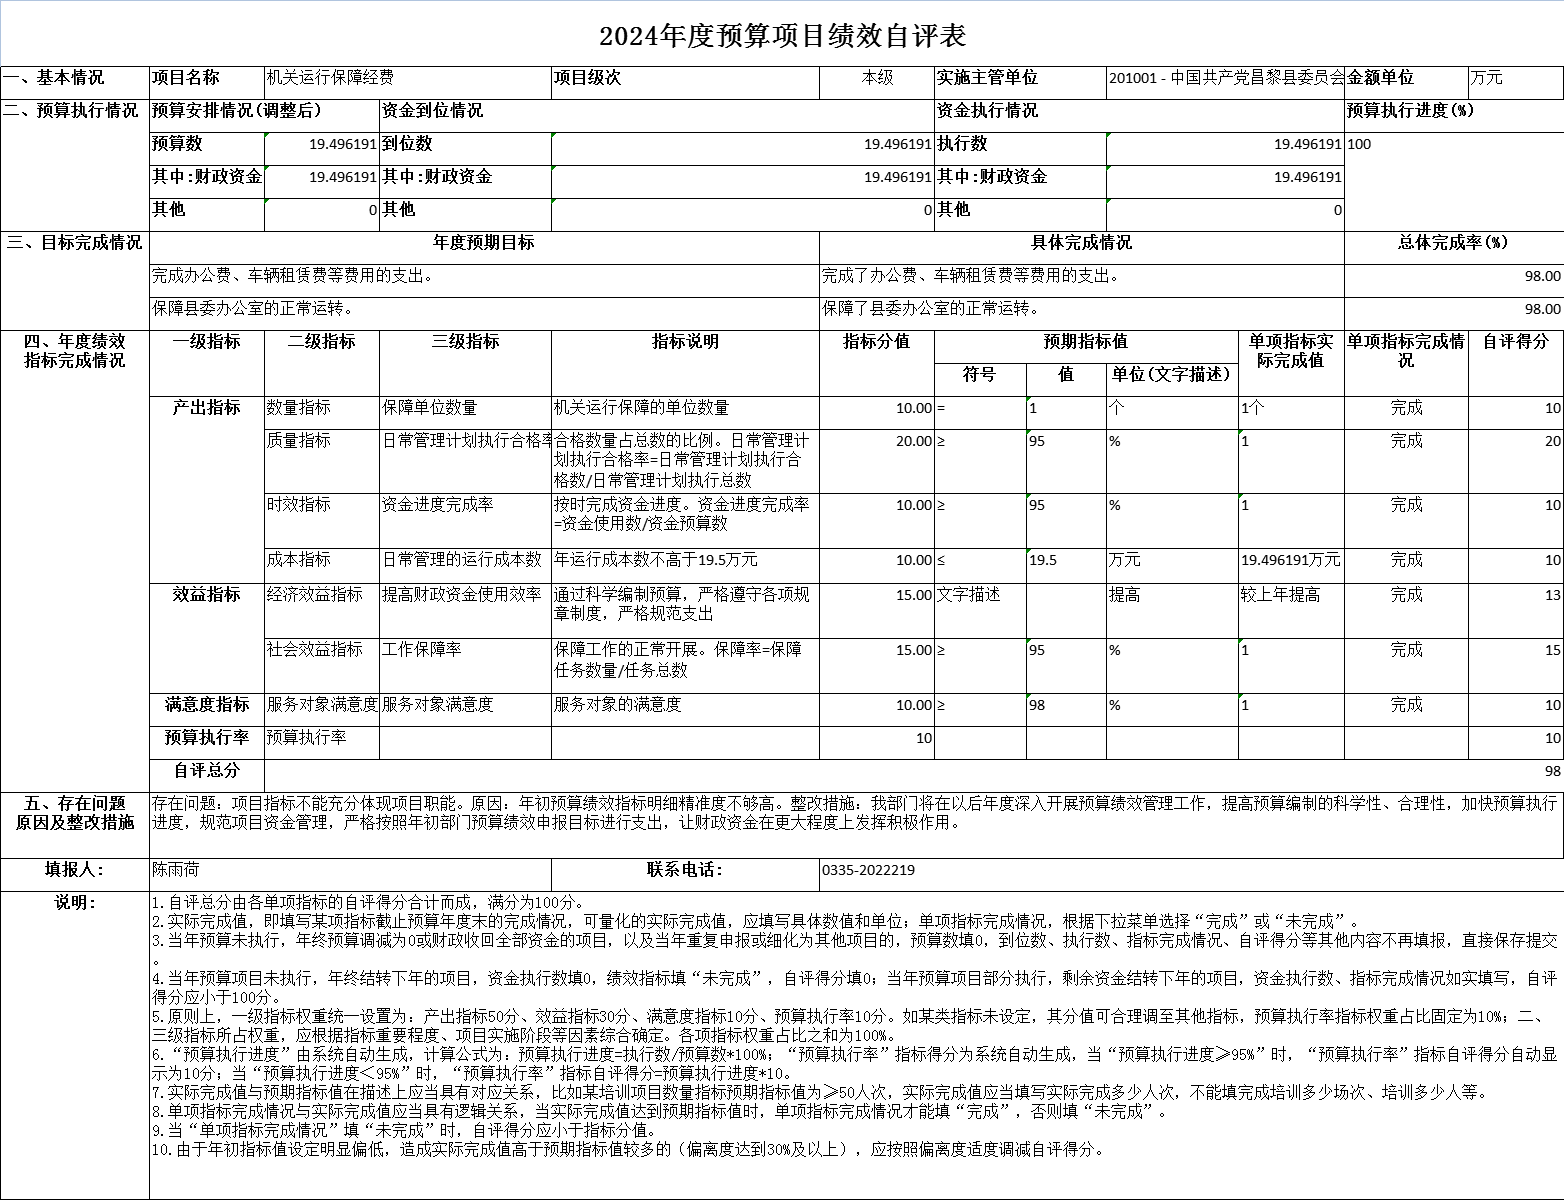 2024年度预算项目绩效自评表
一、基本情况 项目名称 机关运行保障经费 项目级次 本级 实施主管单位 201001 - 中国共产党昌黎县委员会 金额单位 万元
二、预算执行情况 预算安排情况(调整后) 资金到位情况 资金执行情况 预算执行进度(%)
预算数 19.496191 到位数 19.496191 执行数 19.496191 100
其中:财政资金 19.496191 其中:财政资金 19.496191 其中:财政资金 19.496191
其他 0 其他 0 其他 0
三、目标完成情况 年度预期目标 具体完成情况 总体完成率(%)
完成办公费、车辆租赁费等费用的支出。 完成了办公费、车辆租赁费等费用的支出。 98.00
保障县委办公室的正常运转。 保障了县委办公室的正常运转。 98.00
四、年度绩效
指标完成情况
一级指标 二级指标 三级指标 指标说明 指标分值 预期指标值
单项指标实
际完成值
单项指标完成情
况
自评得分
符号 值 单位(文字描述)
产出指标 数量指标 保障单位数量 机关运行保障的单位数量 10.00 = 1 个 1个 完成 10
质量指标 日常管理计划执行合格率 合格数量占总数的比例。日常管理计
划执行合格率=日常管理计划执行合
格数/日常管理计划执行总数
20.00 ≥ 95 % 1 完成 20
时效指标 资金进度完成率 按时完成资金进度。资金进度完成率
=资金使用数/资金预算数
10.00 ≥ 95 % 1 完成 10
成本指标 日常管理的运行成本数 年运行成本数不高于19.5万元 10.00 ≤ 19.5 万元 19.496191万元 完成 10
效益指标 经济效益指标 提高财政资金使用效率 通过科学编制预算，严格遵守各项规
章制度，严格规范支出
15.00 文字描述 提高 较上年提高 完成 13
社会效益指标 工作保障率 保障工作的正常开展。保障率=保障
任务数量/任务总数
15.00 ≥ 95 % 1 完成 15
满意度指标 服务对象满意度 服务对象满意度 服务对象的满意度 10.00 ≥ 98 % 1 完成 10
预算执行率 预算执行率 10 10
自评总分 98
五、存在问题
原因及整改措施
存在问题：项目指标不能充分体现项目职能。原因：年初预算绩效指标明细精准度不够高。整改措施：我部门将在以后年度深入开展预算绩效管理工作，提高预算编制的科学性、合理性，加快预算执行
进度，规范项目资金管理，严格按照年初部门预算绩效申报目标进行支出，让财政资金在更大程度上发挥积极作用。
填报人： 陈雨荷 联系电话： 0335-2022219
说明：
1.自评总分由各单项指标的自评得分合计而成，满分为100分。
2.实际完成值，即填写某项指标截止预算年度末的完成情况，可量化的实际完成值，应填写具体数值和单位；单项指标完成情况，根据下拉菜单选择“完成”或“未完成”。
3.当年预算未执行，年终预算调减为0或财政收回全部资金的项目，以及当年重复申报或细化为其他项目的，预算数填0，到位数、执行数、指标完成情况、自评得分等其他内容不再填报，直接保存提交
。
4.当年预算项目未执行，年终结转下年的项目，资金执行数填0，绩效指标填“未完成”，自评得分填0；当年预算项目部分执行，剩余资金结转下年的项目，资金执行数、指标完成情况如实填写，自评
得分应小于100分。
5.原则上，一级指标权重统一设置为：产出指标50分、效益指标30分、满意度指标10分、预算执行率10分。如某类指标未设定，其分值可合理调至其他指标，预算执行率指标权重占比固定为10%；二、
三级指标所占权重，应根据指标重要程度、项目实施阶段等因素综合确定。各项指标权重占比之和为100%。
6.“预算执行进度”由系统自动生成，计算公式为：预算执行进度=执行数/预算数*100%；“预算执行率”指标得分为系统自动生成，当“预算执行进度≥95%”时，“预算执行率”指标自评得分自动显
示为10分；当“预算执行进度＜95%”时，“预算执行率”指标自评得分=预算执行进度*10。
7.实际完成值与预期指标值在描述上应当具有对应关系，比如某培训项目数量指标预期指标值为≥50人次，实际完成值应当填写实际完成多少人次，不能填完成培训多少场次、培训多少人等。
8.单项指标完成情况与实际完成值应当具有逻辑关系，当实际完成值达到预期指标值时，单项指标完成情况才能填“完成”，否则填“未完成”。
9.当“单项指标完成情况”填“未完成”时，自评得分应小于指标分值。
10.由于年初指标值设定明显偏低，造成实际完成值高于预期指标值较多的（偏离度达到30%及以上），应按照偏离度适度调减自评得分。